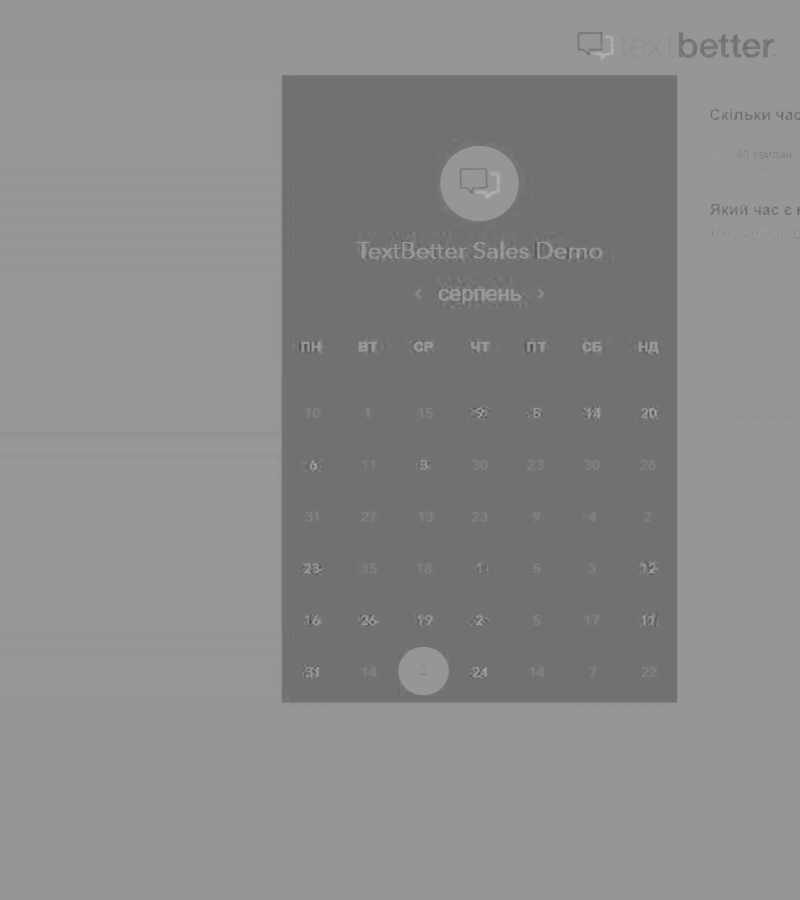 textbetter
Скільки час
40 хвилин
TextBetter Sales Demo
Який час є
< серпень >
ПН ВТ СР ЧТ ПТ СБ НД
10 1 15 9 5 14 20
6 11 3 30 23 30 26
31 27 13 23 9 4 2
23 15 18 1 5 3 12
16 26 19 2 5 17 11
31 14 2 24 14 7 22